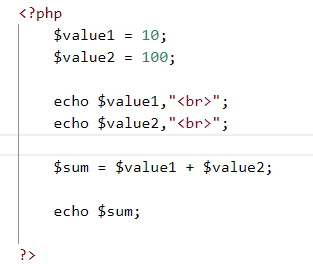 <?php
$value1 = 10;
$value2 = 100;
echo $value1,"<br>";
echo $value2,"<br>";
$sum = $value1 + $value2;
echo $sum;
?>